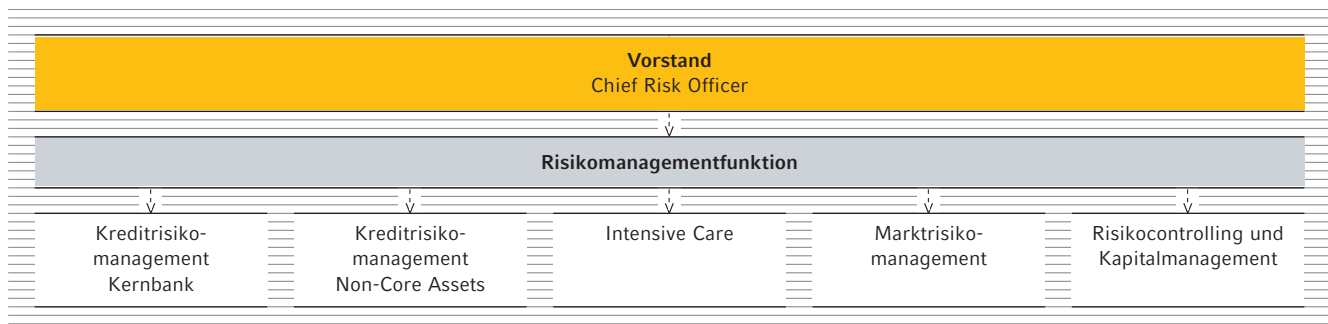 Vorstand
Chief Risk Officer
Risikomanagementfunktion
Kreditrisiko-
management
Kernbank
Kreditrisiko-
management
Non-Core Assets
Intensive Care
Marktrisiko-
management
Risikocontrolling und
Kapitalmanagement